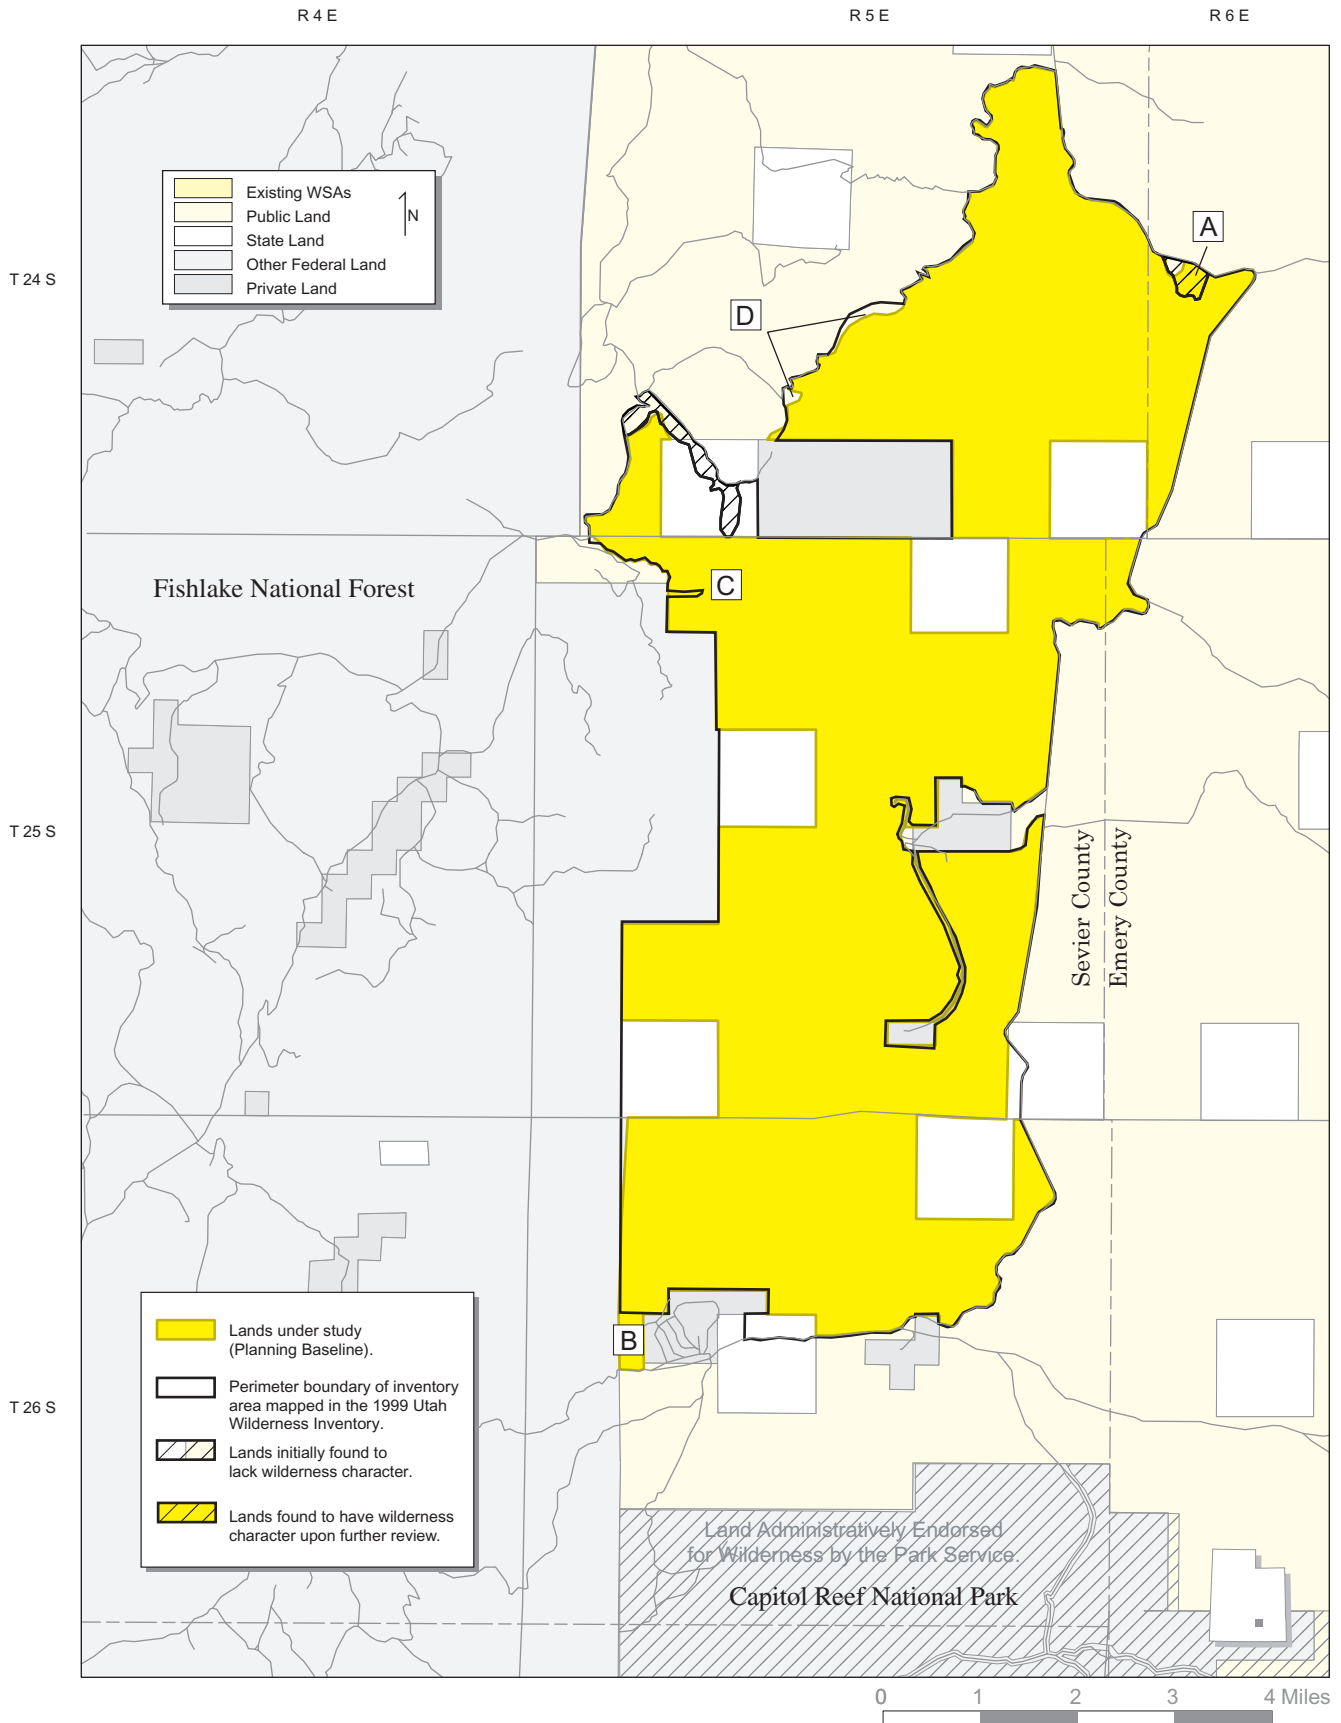 R 4 E
R 5 E
R 6 E
Existing WSAs
Public Land
State Land
Other Federal Land
Private Land
N
A
T 24 S
D
Fishlake National Forest
C
T 25 S
Sevier County
Emery County
Lands under study
(Planning Baseline).
B
Perimeter boundary of inventory
area mapped in the 1999 Utah
Wilderness Inventory.
T 26 S
Lands initially found to
lack wilderness character.
Lands found to have wilderness
character upon further review.
Land Administratively Endorsed
for Wilderness by the Park Service.
Capitol Reef National Park
0 1 2 3 4 Miles